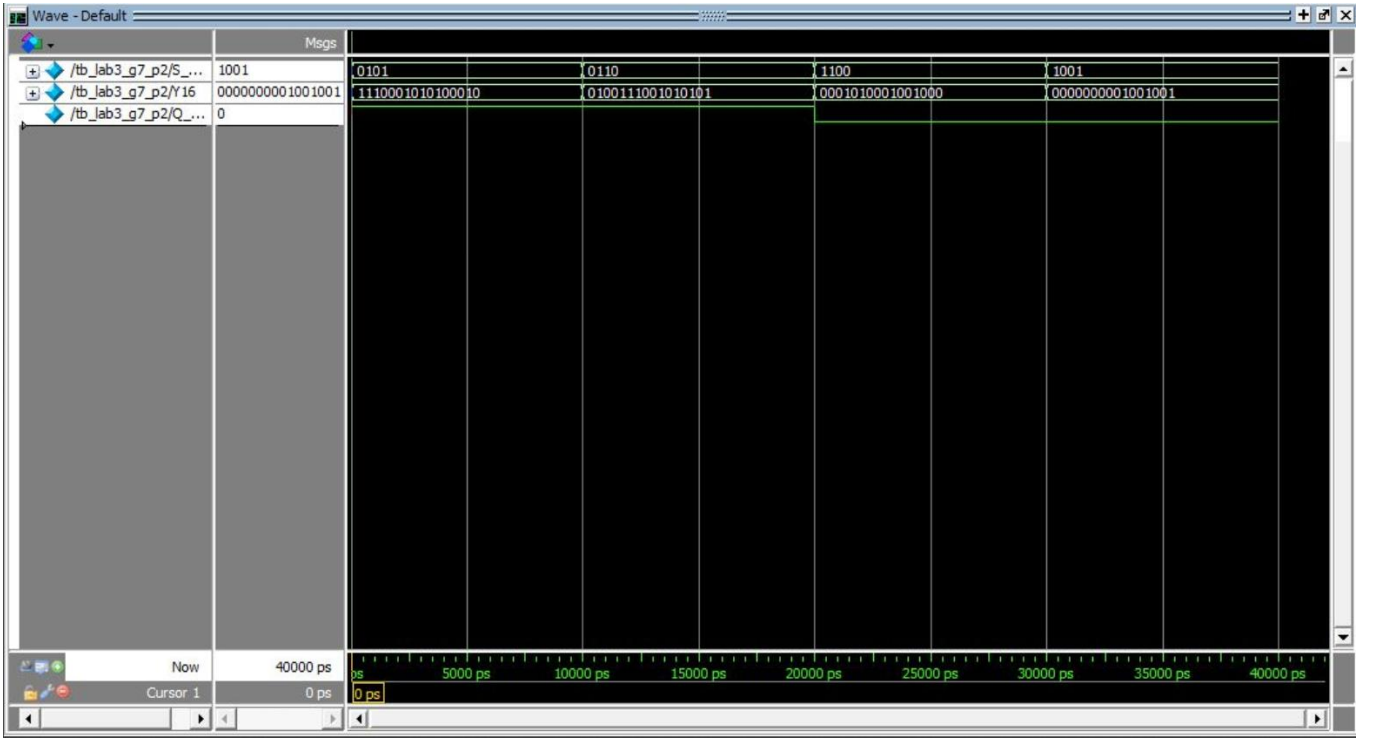 Wave - Default
Msgs
/tb_lab3_g7_p2/S_... 1001 0101 0110 1100 1001
/tb_lab3_g7_p2/Y16 0000000001001001 1110001010100010 0100111001010101 0001010001001000 0000000001001001
/tb_lab3_g7_p2/Q_... 0
Now 40000 ps ps 5000 ps 10000 ps 15000 ps 20000 ps 25000 ps 30000 ps 35000 ps 40000 ps
Cursor 1 0 ps 0 ps